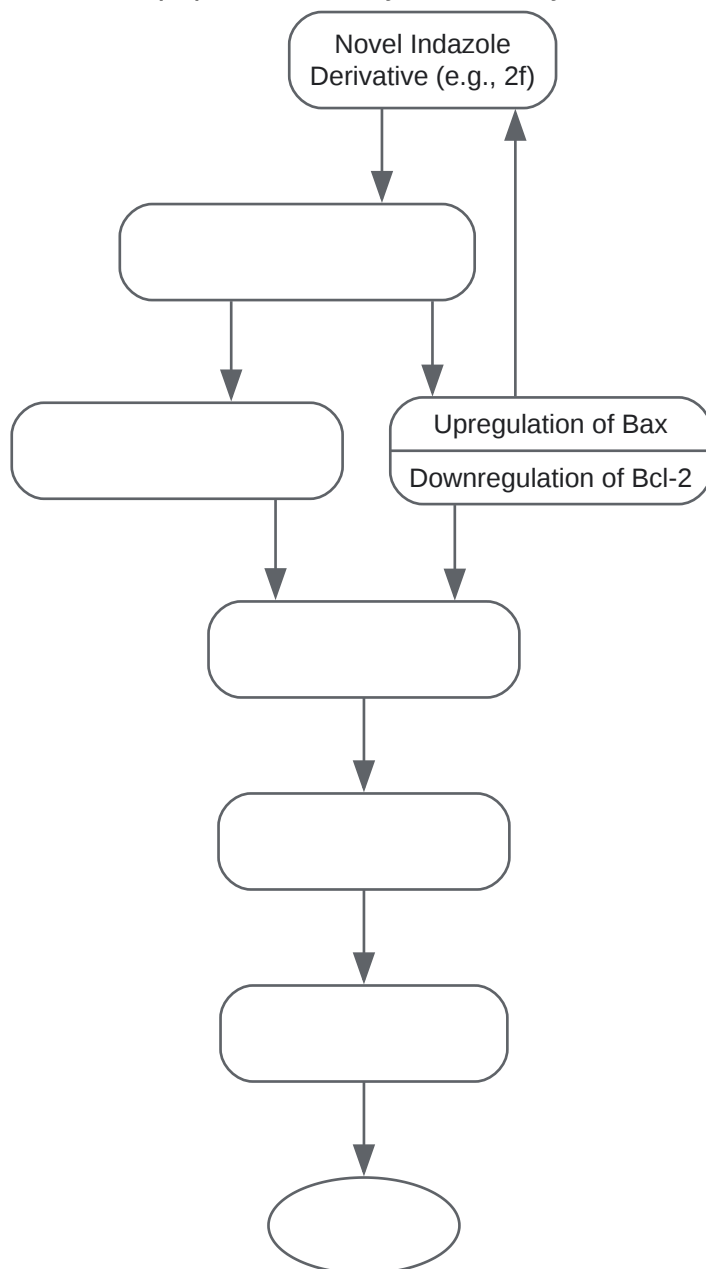 Novel Indazole
Derivative (e.g., 2f)
Upregulation of Bax
Downregulation of Bcl-2